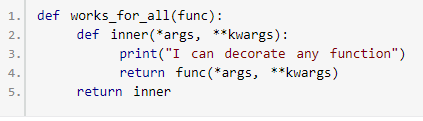 1. def works_for_all(func):
2.     def inner(*args, **kwargs):
3.         print("I can decorate any function")
4.         return func(*args, **kwargs)
5.     return inner